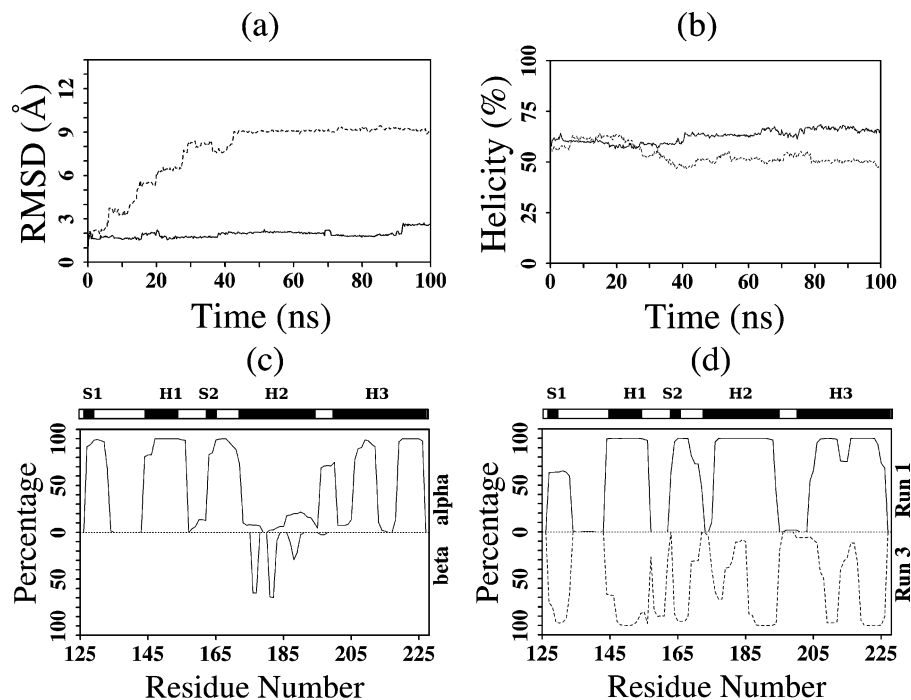 (a)
(b)
RMSD (Å)
0 3 6 9 12
0 20 40 60 80 100
Time (ns)
Helicity (%)
0 25 50 75 100
0 20 40 60 80 100
Time (ns)
(c)
(d)
S1 H1 S2 H2 H3
S1 H1 S2 H2 H3
Percentage
100 50 0 50 100
alpha
beta
125 145 165 185 205 225
Residue Number
Percentage
100 50 0 50 100
Run 1
Run 3
125 145 165 185 205 225
Residue Number